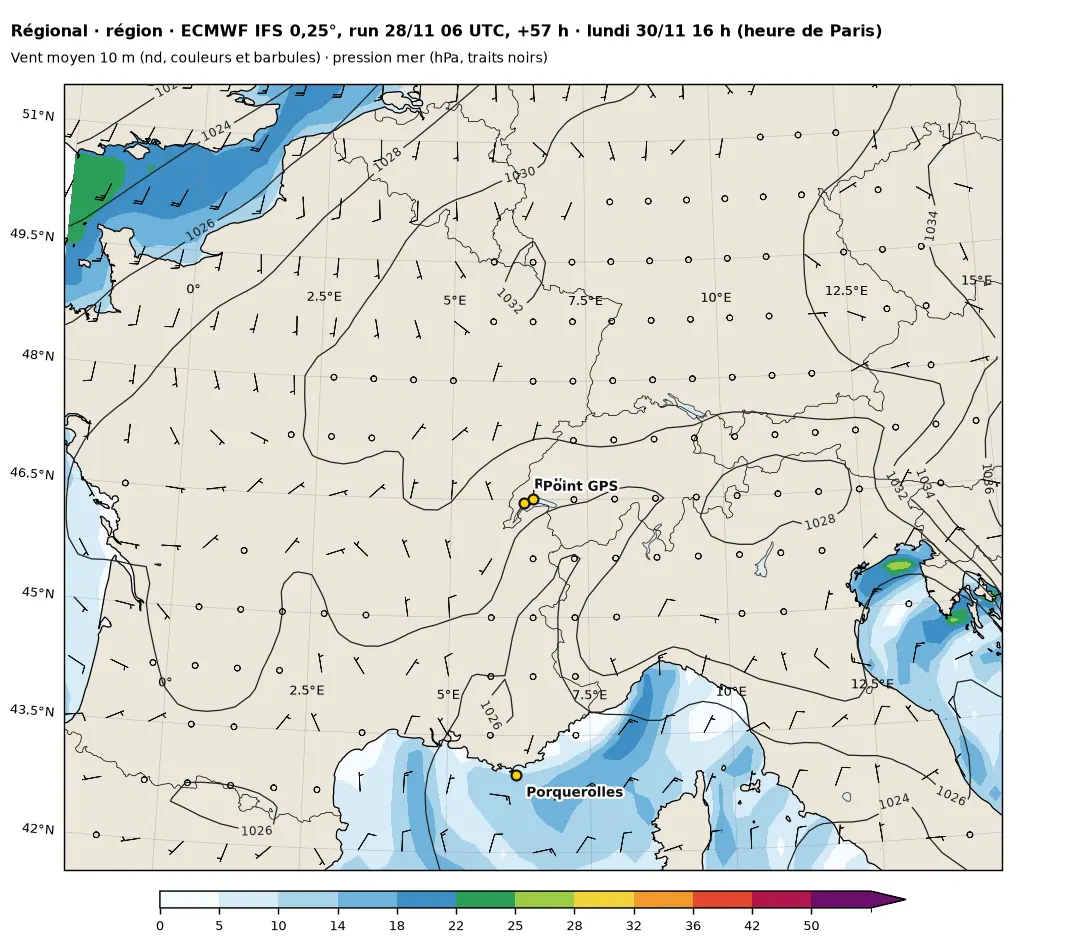 Régional · région · ECMWF IFS 0,25°, run 28/11 06 UTC, +57 h · lundi 30/11 16 h (heure de Paris)
Vent moyen 10 m (nd, couleurs et barbules) · pression mer (hPa, traits noirs)
51°N
1024
1028
1030
49.5°N
1026
1034
0°
2.5°E
5°E
1032
7.5°E
10°E
12.5°E
15°E
48°N
46.5°N
Point GPS
1032
1034
1036
1028
45°N
0°
2.5°E
5°E
7.5°E
10°E
12.5°E
43.5°N
1026
Porquerolles
1024
1026
42°N
1026
0 5 10 14 18 22 25 28 32 36 42 50